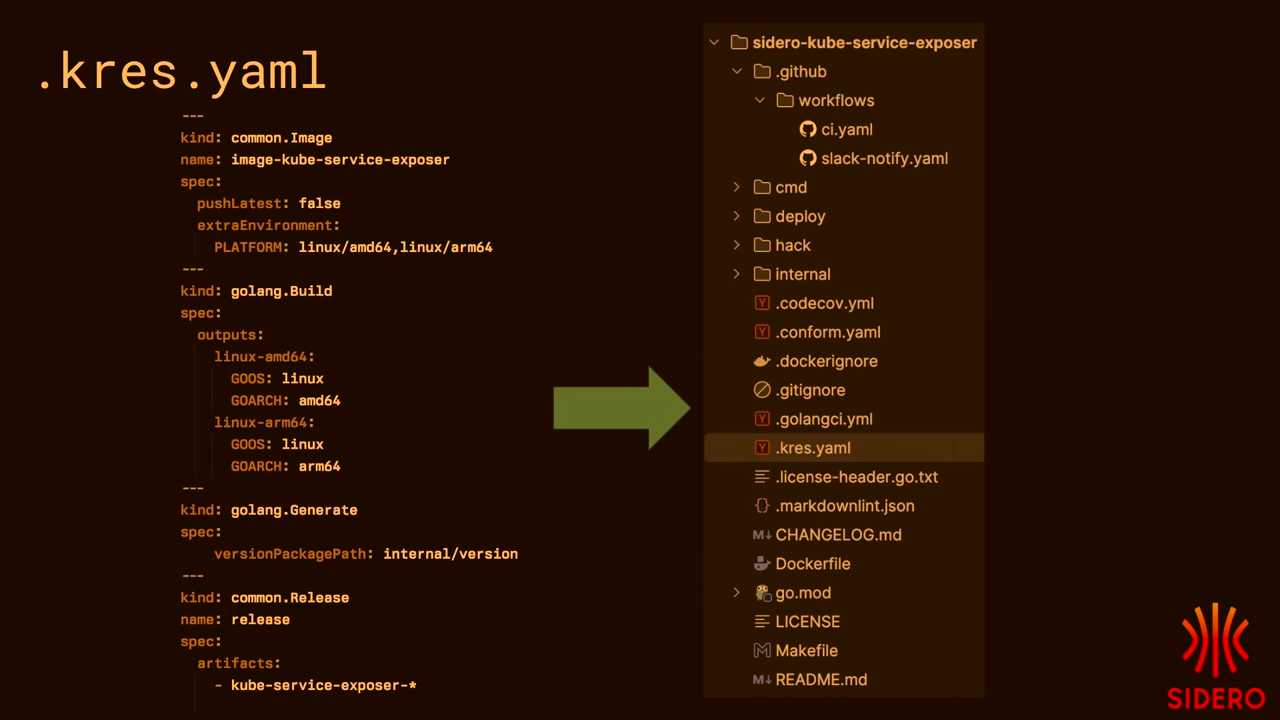 .kres.yaml
---
kind: common.Image
name: image-kube-service-exposer
spec:
  pushLatest: false
  extraEnvironment:
    PLATFORM: linux/amd64,linux/arm64
---
kind: golang.Build
spec:
  outputs:
    linux-amd64:
      GOOS: linux
      GOARCH: amd64
    linux-arm64:
      GOOS: linux
      GOARCH: arm64
---
kind: golang.Generate
spec:
    versionPackagePath: internal/version
---
kind: common.Release
name: release
spec:
  artifacts:
    - kube-service-exposer-*
sidero-kube-service-exposer
.github
workflows
ci.yaml
slack-notify.yaml
cmd
deploy
hack
internal
.codecov.yml
.conform.yaml
.dockerignore
.gitignore
.golangci.yml
.kres.yaml
.license-header.go.txt
.markdownlint.json
CHANGELOG.md
Dockerfile
go.mod
LICENSE
Makefile
README.md
SIDERO